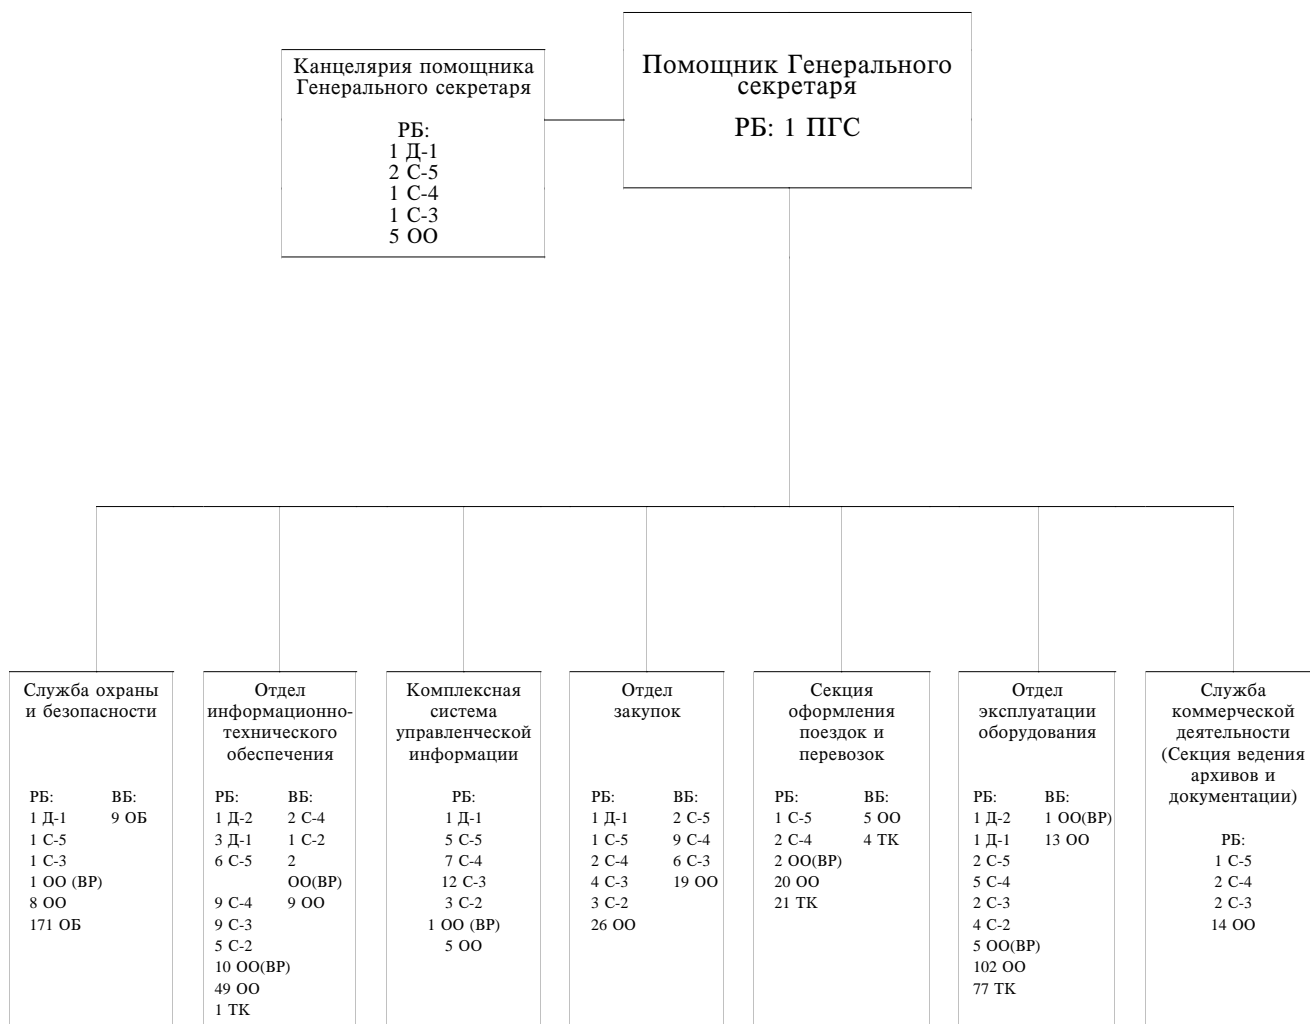 Канцелярия помощника
Генерального секретаря
РБ:
1 Д-1
2 С-5
1 С-4
1 С-3
5 ОО
Помощник Генерального
секретаря
РБ: 1 ПГС
Служба охраны
и безопасности
РБ: ВБ:
1 Д-1 9 ОБ
1 С-5
1 С-3
1 ОО (ВР)
8 ОО
171 ОБ
Отдел
информационно-
технического
обеспечения
РБ: ВБ:
1 Д-2 2 С-4
3 Д-1 1 С-2
6 С-5 2
ОО(ВР)
9 С-4 9 ОО
9 С-3
5 С-2
10 ОО(ВР)
49 ОО
1 ТК
Комплексная
система
управленческой
информации
РБ:
1 Д-1
5 С-5
7 С-4
12 С-3
3 С-2
1 ОО (ВР)
5 ОО
Отдел
закупок
РБ: ВБ:
1 Д-1 2 С-5
1 С-5 9 С-4
2 С-4 6 С-3
4 С-3 19 ОО
3 С-2
26 ОО
Секция
оформления
поездок и
перевозок
РБ: ВБ:
1 С-5 5 ОО
2 С-4 4 ТК
2 ОО(ВР)
20 ОО
21 ТК
Отдел
эксплуатации
оборудования
РБ: ВБ:
1 Д-2 1 ОО(ВР)
1 Д-1 13 ОО
2 С-5
5 С-4
2 С-3
4 С-2
5 ОО(ВР)
102 ОО
77 ТК
Служба
коммерческой
деятельности
(Секция ведения
архивов и
документации)
РБ:
1 С-5
2 С-4
2 С-3
14 ОО